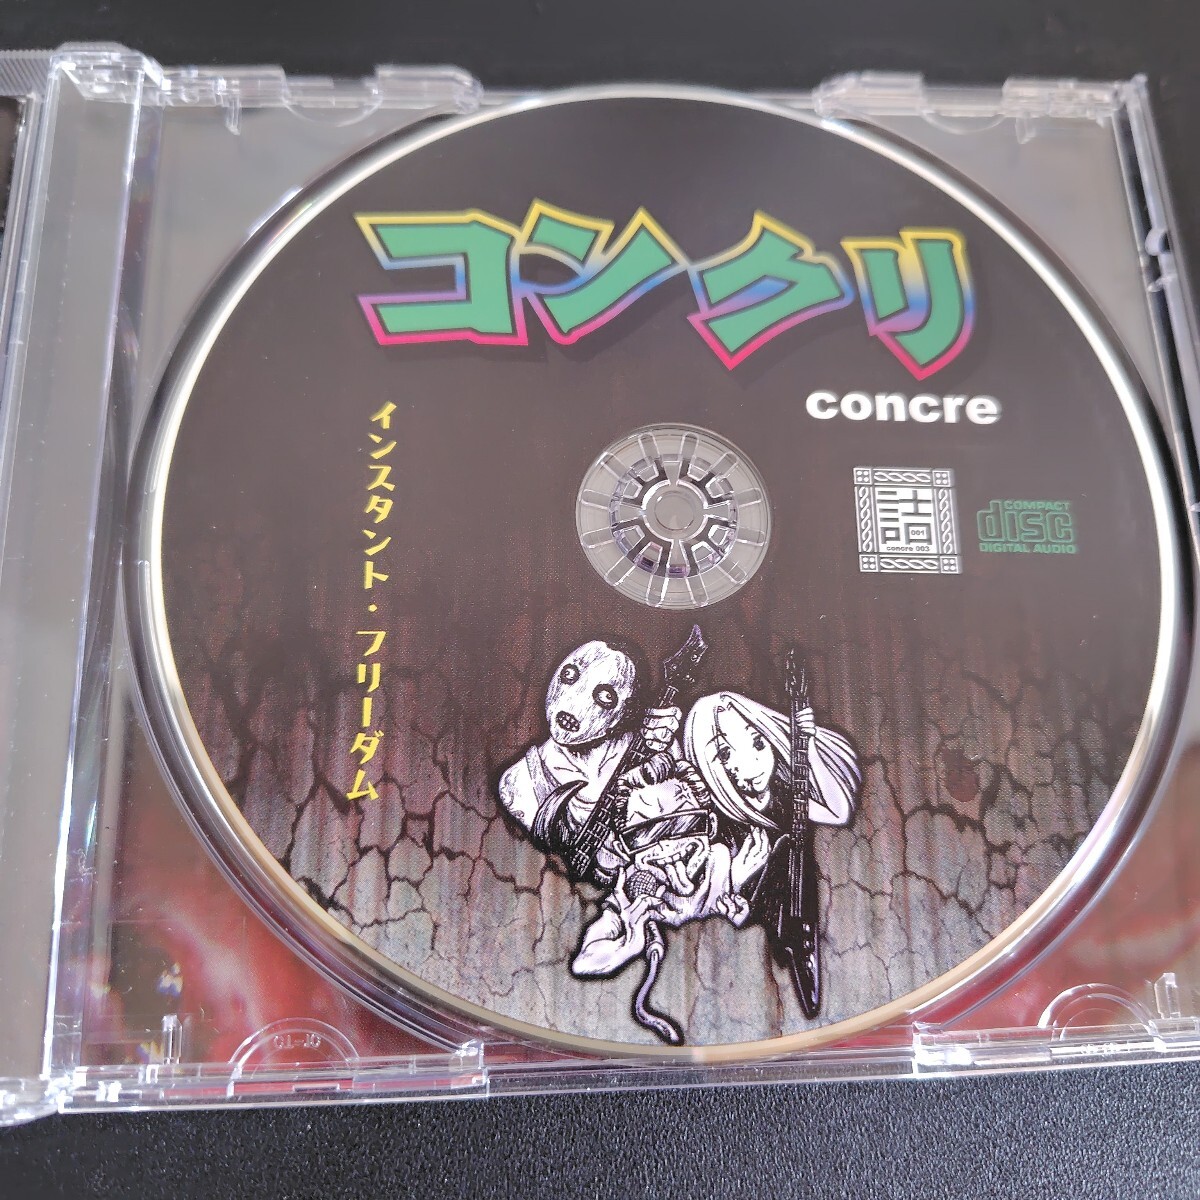 コンクリ
concre
インスタント・フリーダム
001
concre 003
COMPACT
disc
DIGITAL AUDIO